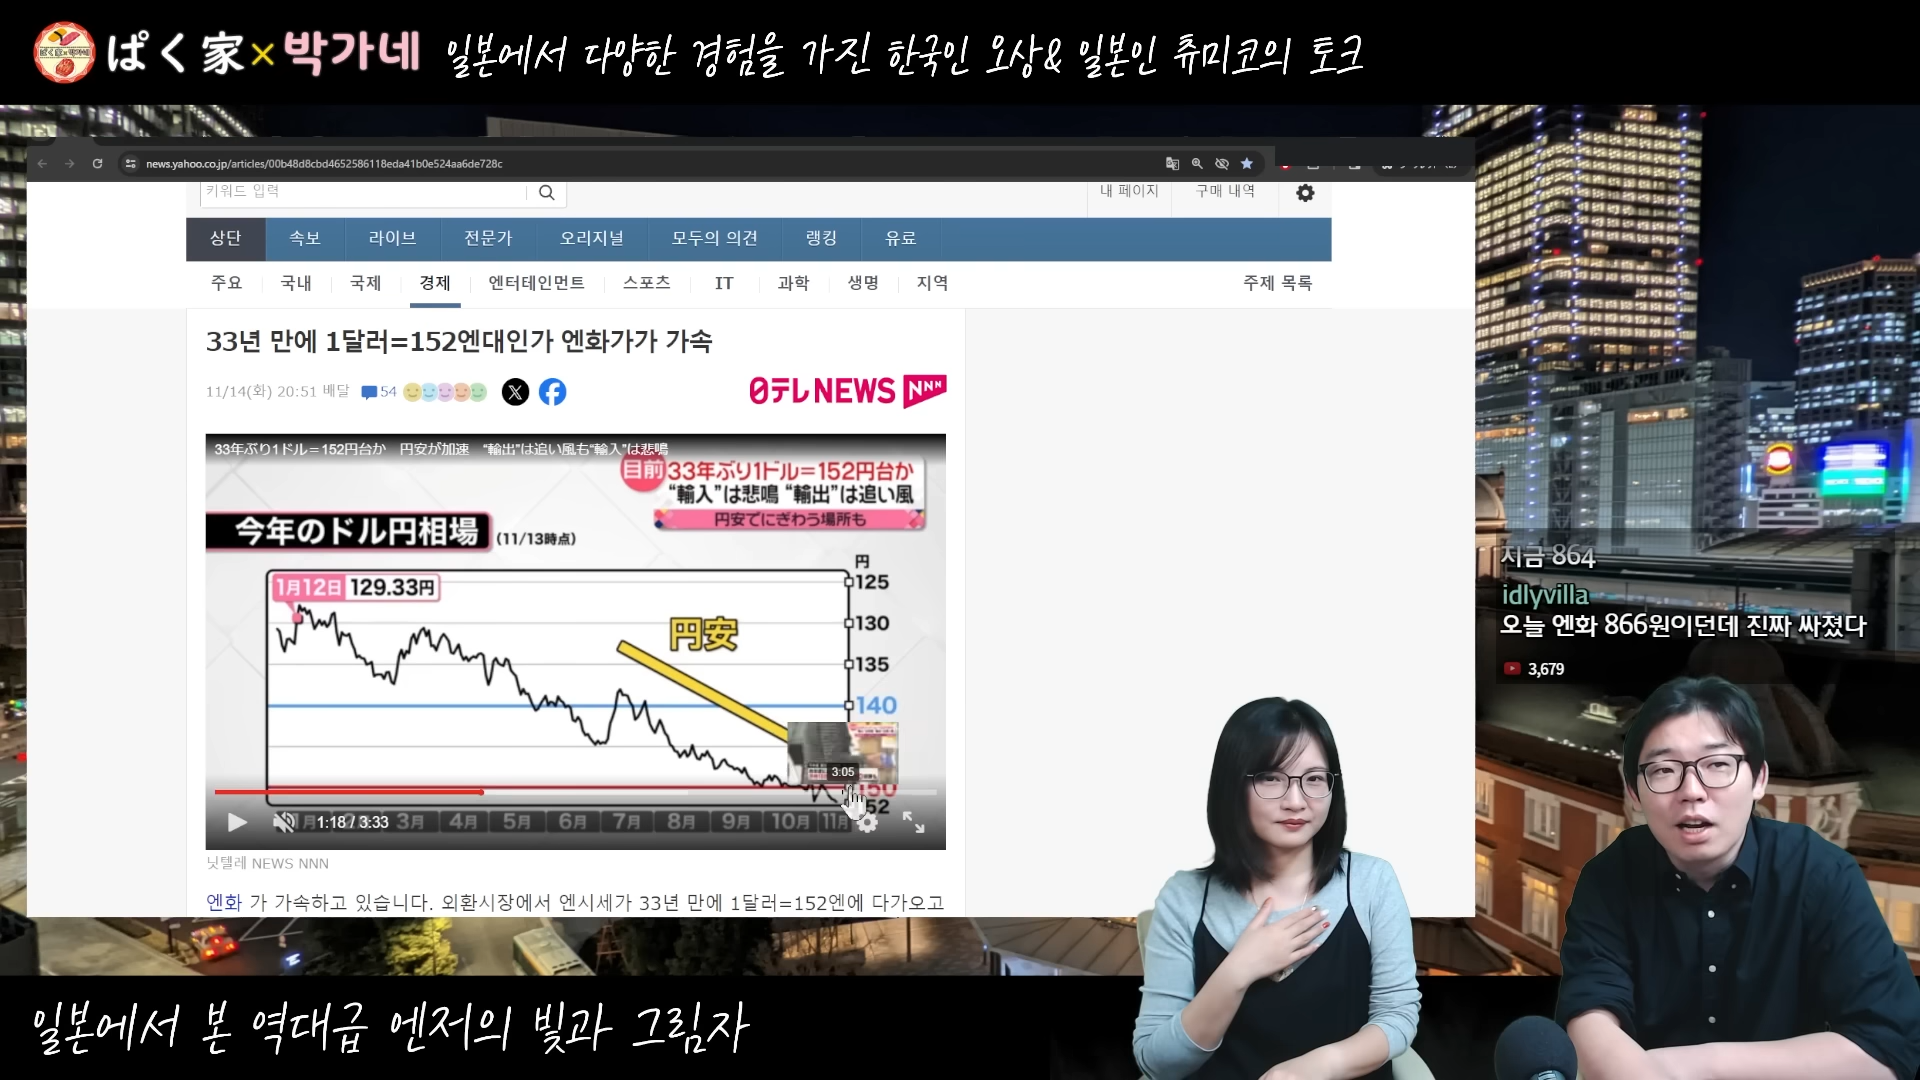 ぱく家×박가네 일본에서 다양한 경험을 가진 한국인 오상& 일본인 츄미코의 토크
news.yahoo.co.jp/articles/00b48d8cbd4652586118eda41b0e524aa6de728c
키워드 입력
내 페이지 구매 내역
상단 속보 라이브 전문가 오리지널 모두의 의견 랭킹 유료
주요 국내 국제 경제 엔터테인먼트 스포츠 IT 과학 생명 지역 주제 목록
33년 만에 1달러=152엔대인가 엔화가가 가속
11/14(화) 20:51 배달 54
日テレNEWS NNN
33年ぶり1ドル=152円台か 円安が加速 “輸出”は追い風も“輸入”は悲鳴
目前 33年ぶり1ドル=152円台か
“輸入”は悲鳴 “輸出”は追い風
円安でにぎわう場所も
今年のドル円相場 (11/13時点)
円
1月12日 129.33円
125
130
135
140
150
52
円安
3:05
1:18 / 3:33
3月 4月 5月 6月 7月 8月 9月 10月 11月
닛텔레 NEWS NNN
엔화 가 가속하고 있습니다. 외환시장에서 엔시세가 33년 만에 1달러=152엔에 다가오고
지금 864
idlyvilla
오늘 엔화 866원이던데 진짜 싸졌다
3,679
일본에서 본 역대급 엔저의 빛과 그림자